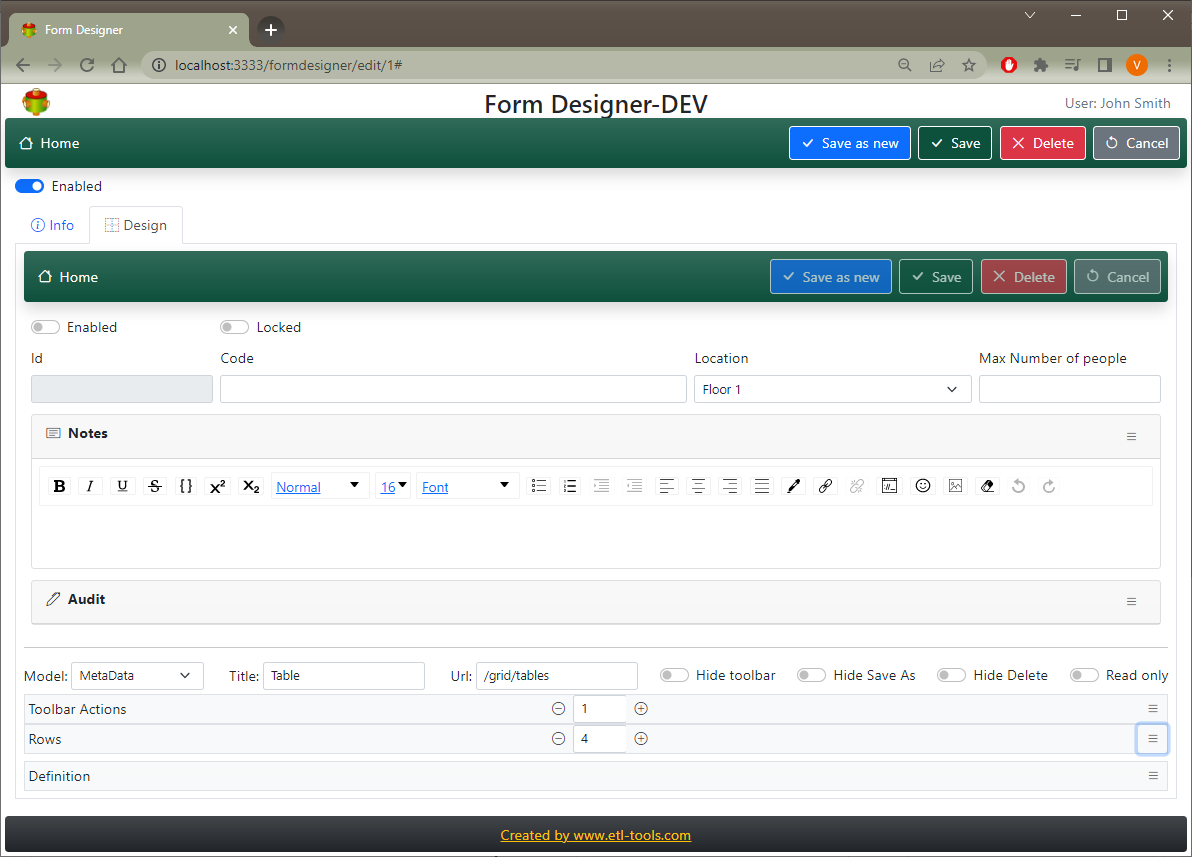 Form Designer
localhost:3333/formdesigner/edit/1#
V
Form Designer-DEV
User: John Smith
Home Save as new Save Delete Cancel
Enabled
Info Design
Home Save as new Save Delete Cancel
Enabled Locked
Id Code Location Max Number of people
Floor 1
Notes
B I U S {} X² X₂ Normal 16 Font
Audit
Model: MetaData Title: Table Url: /grid/tables Hide toolbar Hide Save As Hide Delete Read only
Toolbar Actions 1
Rows 4
Definition
Created by www.etl-tools.com